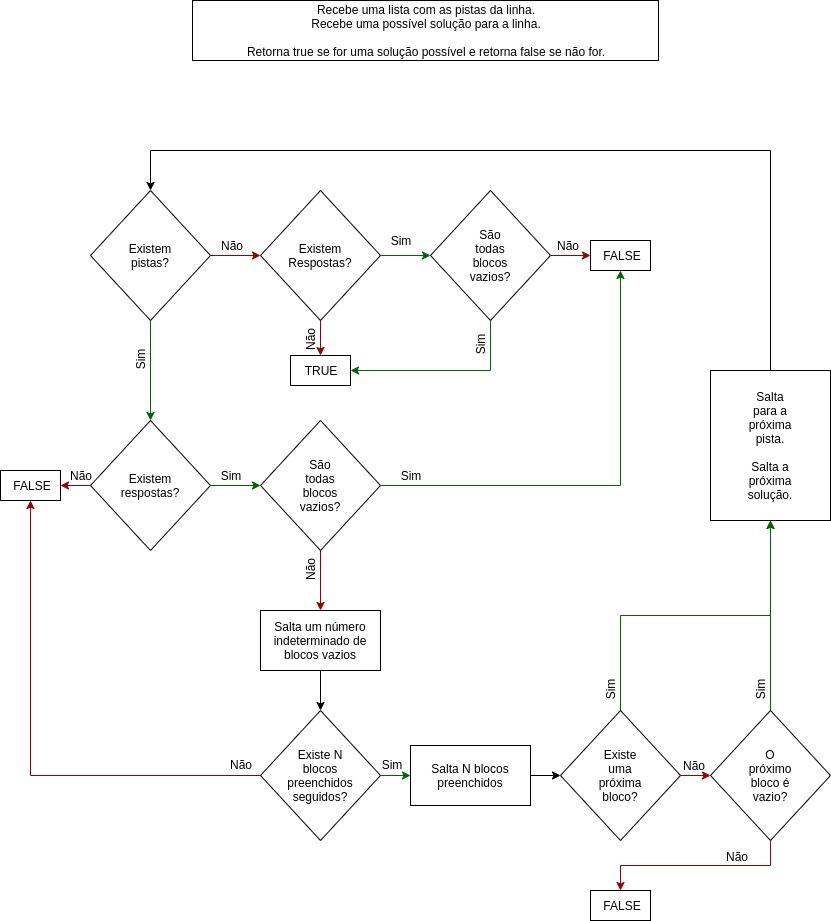 Recebe uma lista com as pistas da linha.
Recebe uma possível solução para a linha.
Retorna true se for uma solução possível e retorna false se não for.
Existem
pistas?
Não
Existem
Respostas?
Sim
São
todas
blocos
vazios?
Não
FALSE
Sim
Não
Sim
TRUE
Salta
para a
próxima
pista.
Salta a
próxima
solução.
FALSE
Não
Existem
respostas?
Sim
São
todas
blocos
vazios?
Sim
Não
Salta um número
indeterminado de
blocos vazios
Sim
Sim
Não
Existe N
blocos
preenchidos
seguidos?
Sim
Salta N blocos
preenchidos
Existe
uma
próxima
bloco?
Não
O
próximo
bloco é
vazio?
Não
FALSE